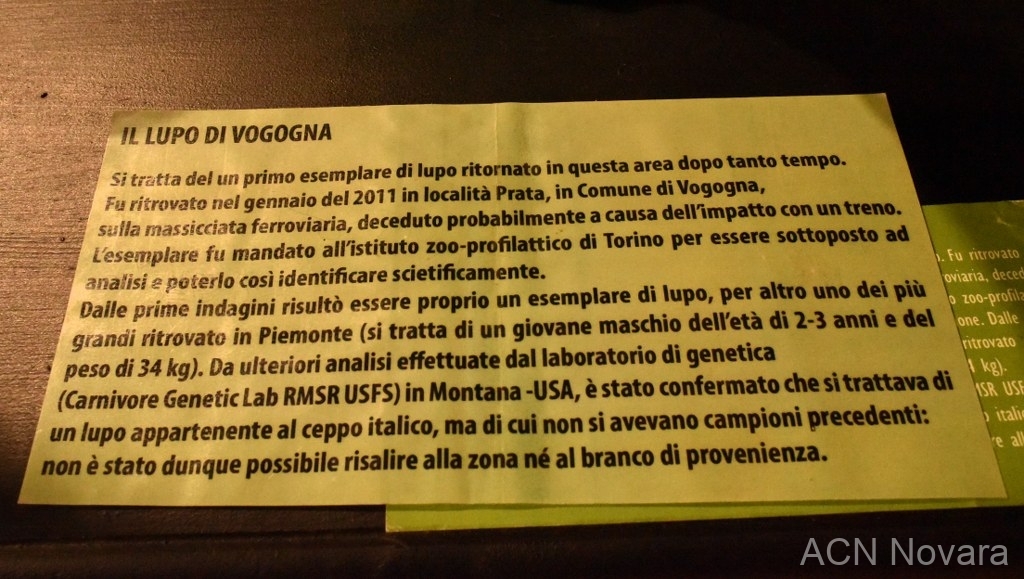 IL LUPO DI VOGOGNA
Si tratta del un primo esemplare di lupo ritornato in questa area dopo tanto tempo.
Fu ritrovato nel gennaio del 2011 in località Prata, in Comune di Vogogna,
sulla massicciata ferroviaria, deceduto probabilmente a causa dell'impatto con un treno.
L'esemplare fu mandato all'istituto zoo-profilattico di Torino per essere sottoposto ad
analisi e poterlo così identificare scietificamente.
Dalle prime indagini risultò essere proprio un esemplare di lupo, per altro uno dei più
grandi ritrovato in Piemonte (si tratta di un giovane maschio dell'età di 2-3 anni e del
peso di 34 kg). Da ulteriori analisi effettuate dal laboratorio di genetica
(Carnivore Genetic Lab RMSR USFS) in Montana -USA, è stato confermato che si trattava di
un lupo appartenente al ceppo italico, ma di cui non si avevano campioni precedenti:
non è stato dunque possibile risalire alla zona né al branco di provenienza.
. Fu ritrovato
oviaria, deced
o zoo-profila
one. Dalle
ritrovato
kg).
MSR USF
italic
re all
ACN Novara